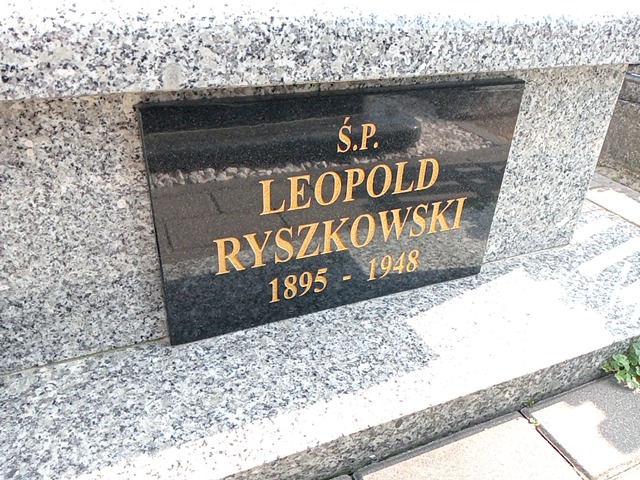 Ś.P.
LEOPOLD
RYSZKOWSKI
1895 - 1948